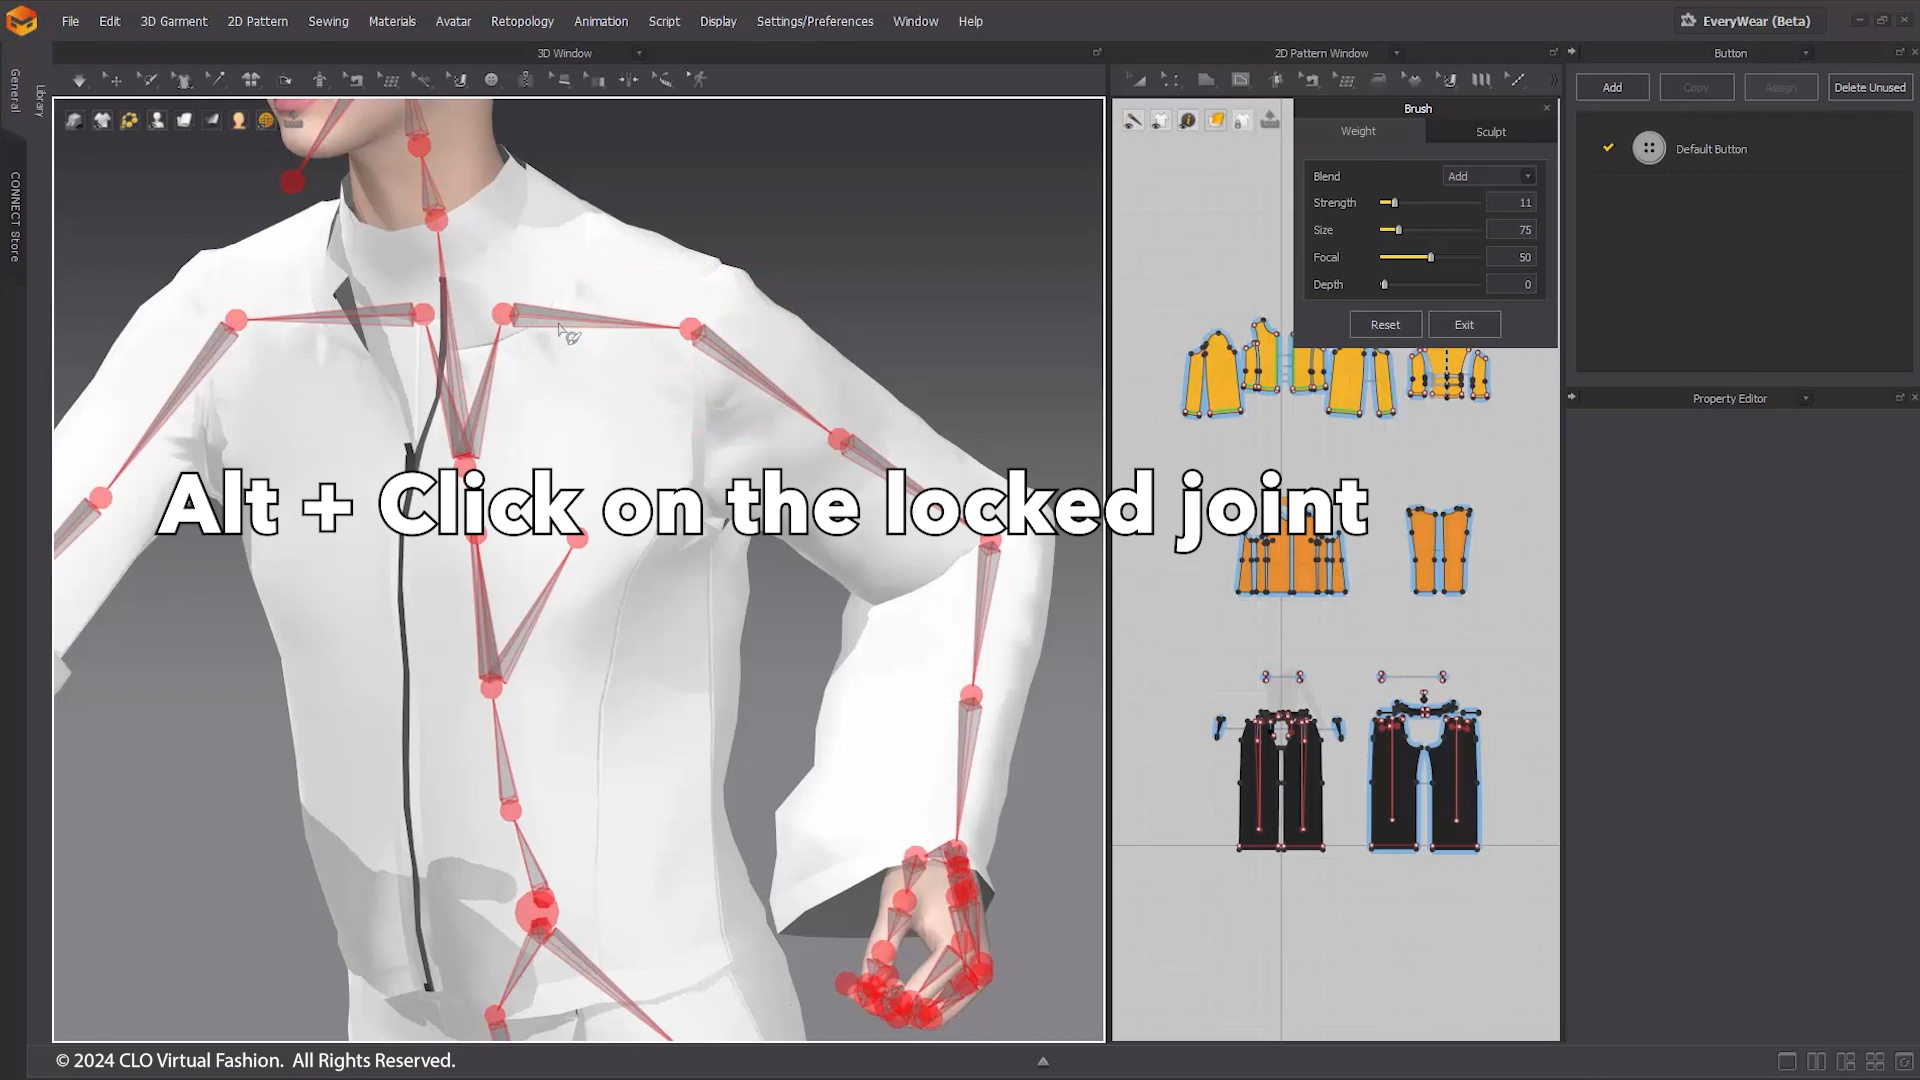 File Edit 3D Garment 2D Pattern Sewing Materials Avatar Retopology Animation Script Display Settings/Preferences Window Help
EveryWear (Beta)
3D Window
2D Pattern Window
Button
General
Library
CONNECT Store
Add Copy Assign Delete Unused
Default Button
Brush
Weight Sculpt
Blend Add
Strength 11
Size 75
Focal 50
Depth 0
Reset Exit
Property Editor
Alt + Click on the locked joint
© 2024 CLO Virtual Fashion. All Rights Reserved.